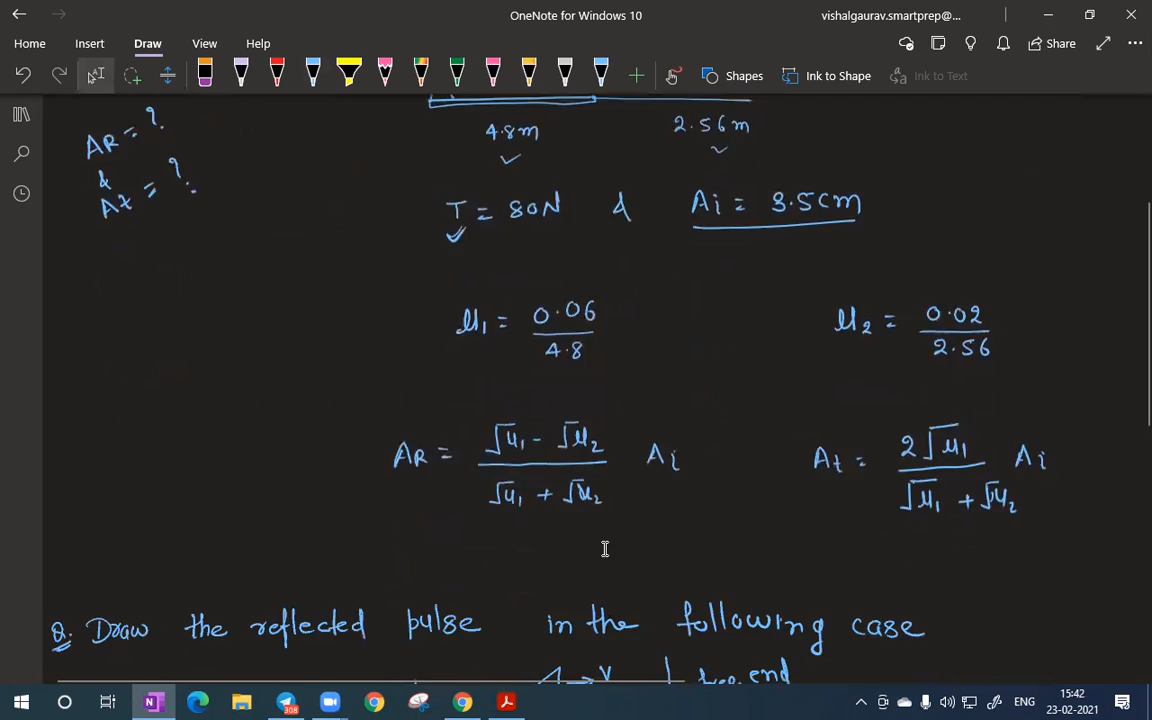 OneNote for Windows 10
vishalgaurav.smartprep@...
Home Insert Draw View Help
Share
Shapes Ink to Shape Ink to Text
4.8m 2.56m
AR = ?
&
At = ?
T = 80N & Ai = 3.5cm
μ1 = 0.06/4.8 μ2 = 0.02/2.56
AR = (√μ1 - √μ2)/(√μ1 + √μ2) Ai At = 2√μ1/(√μ1 + √μ2) Ai
Q. Draw the reflected pulse in the following case
V
308
ENG
15:42
23-02-2021